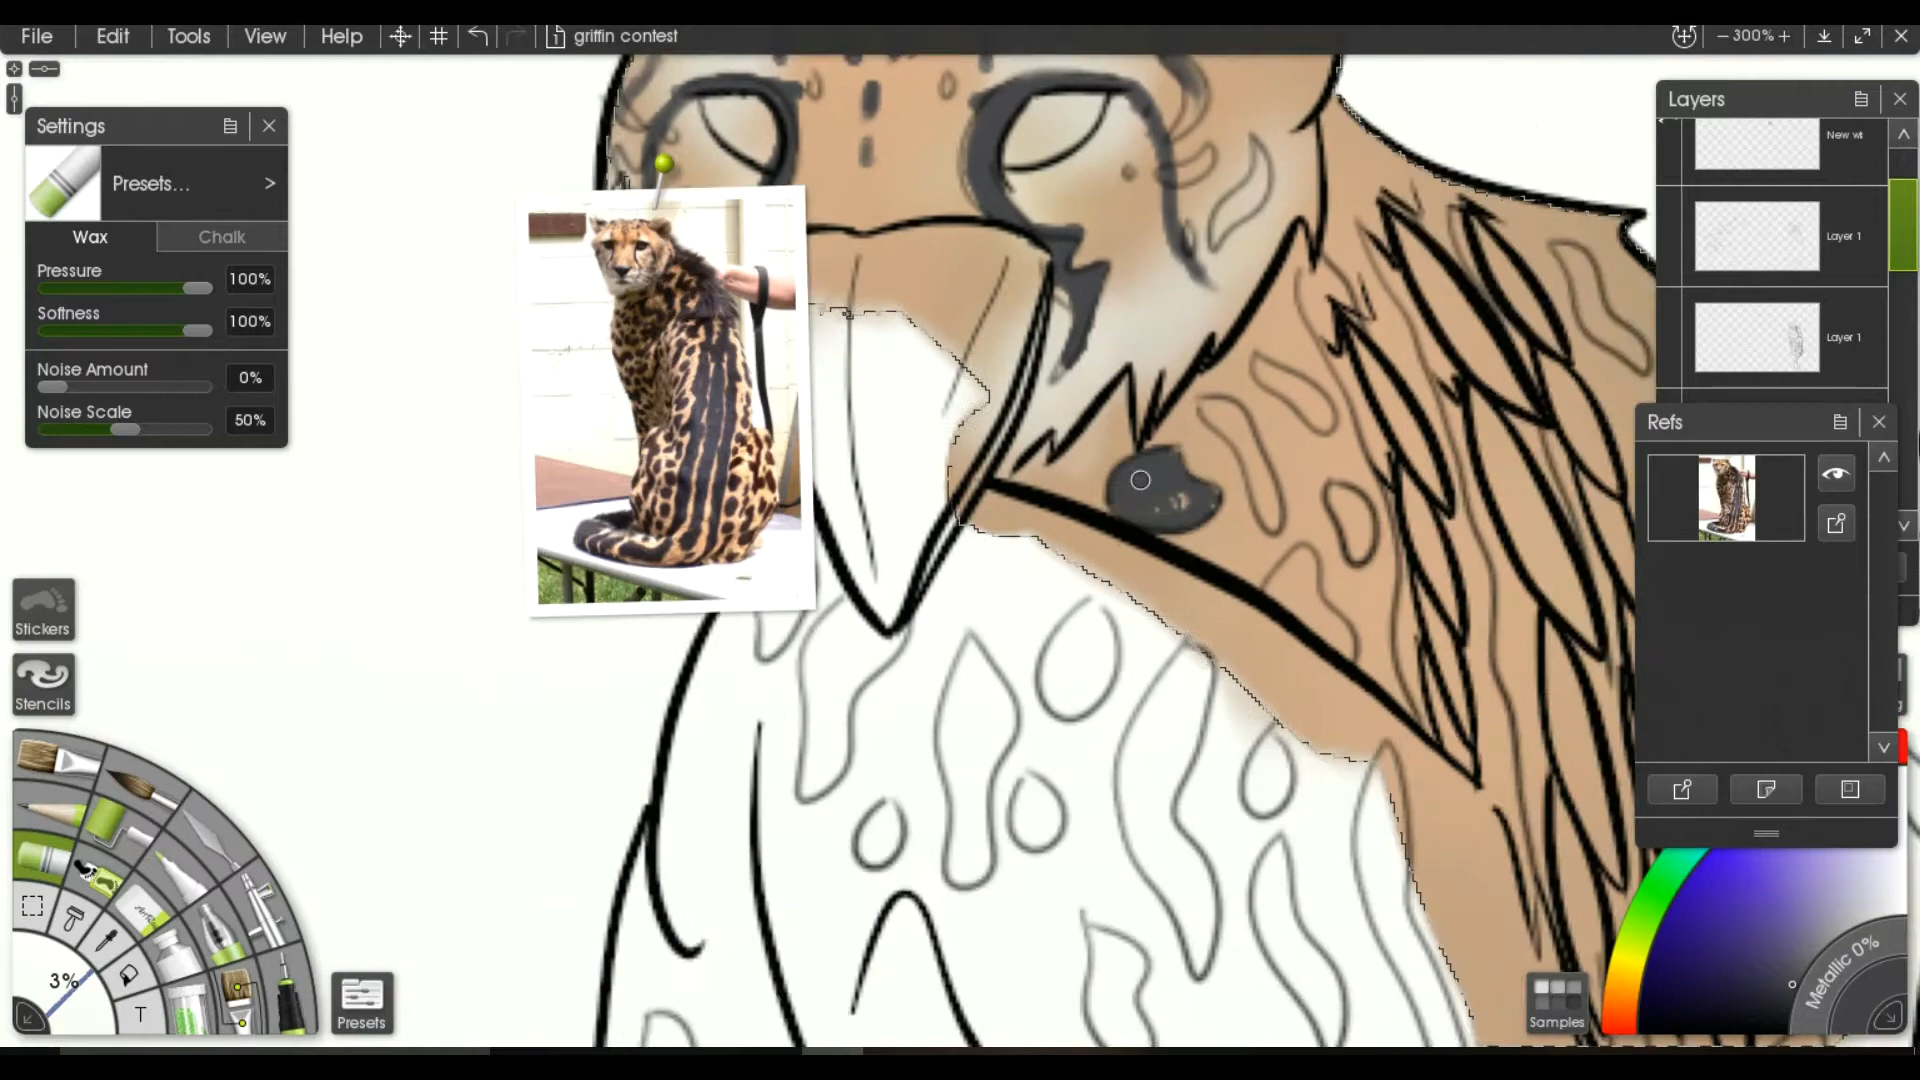 File Edit Tools View Help griffin contest 300%
Settings
Presets...
Wax Chalk
Pressure 100%
Softness 100%
Noise Amount 0%
Noise Scale 50%
Layers
New wt
Layer 1
Layer 1
Refs
Stickers
Stencils
3%
T
Presets
Samples
Metallic 0%